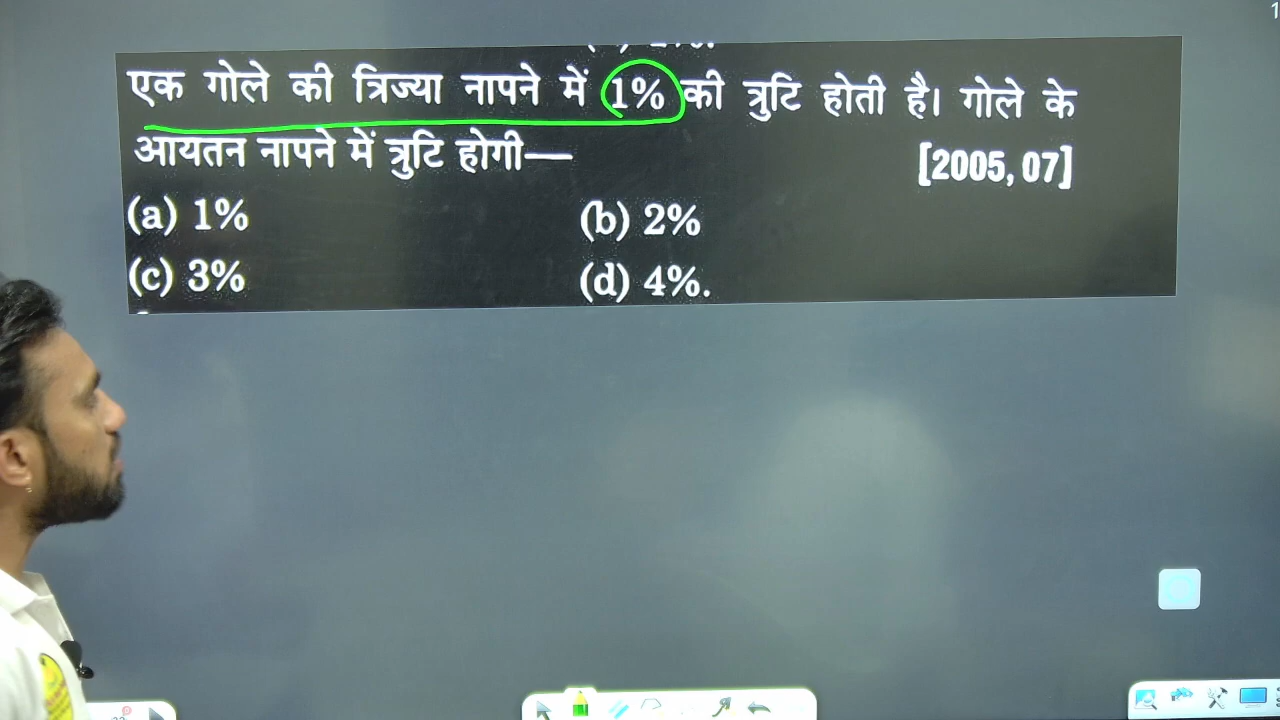 एक गोले की त्रिज्या नापने में 1% की त्रुटि होती है। गोले के
आयतन नापने में त्रुटि होगी— [2005, 07]
(a) 1% (b) 2%
(c) 3% (d) 4%.